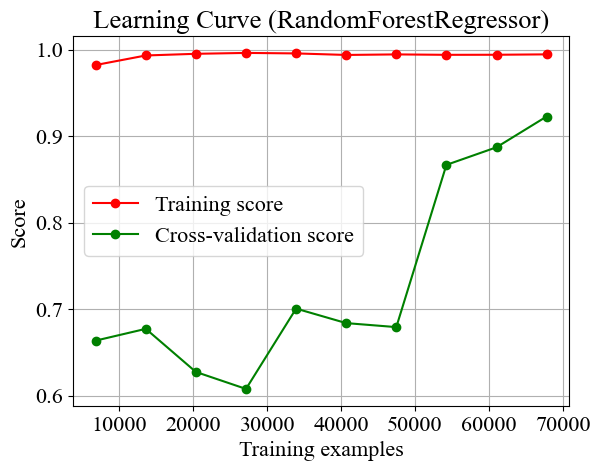 Learning Curve (RandomForestRegressor)
1.0
0.9
0.8
0.7
0.6
Score
Training score
Cross-validation score
10000 20000 30000 40000 50000 60000 70000
Training examples